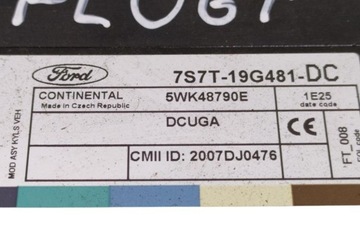 Ford
7S7T-19G481-DC
CONTINENTAL
Made in Czech Republic
5WK48790E
1E25
date code
DCUGA
CMII ID: 2007DJ0476
MOD ASY KYLS VEH
FT_008